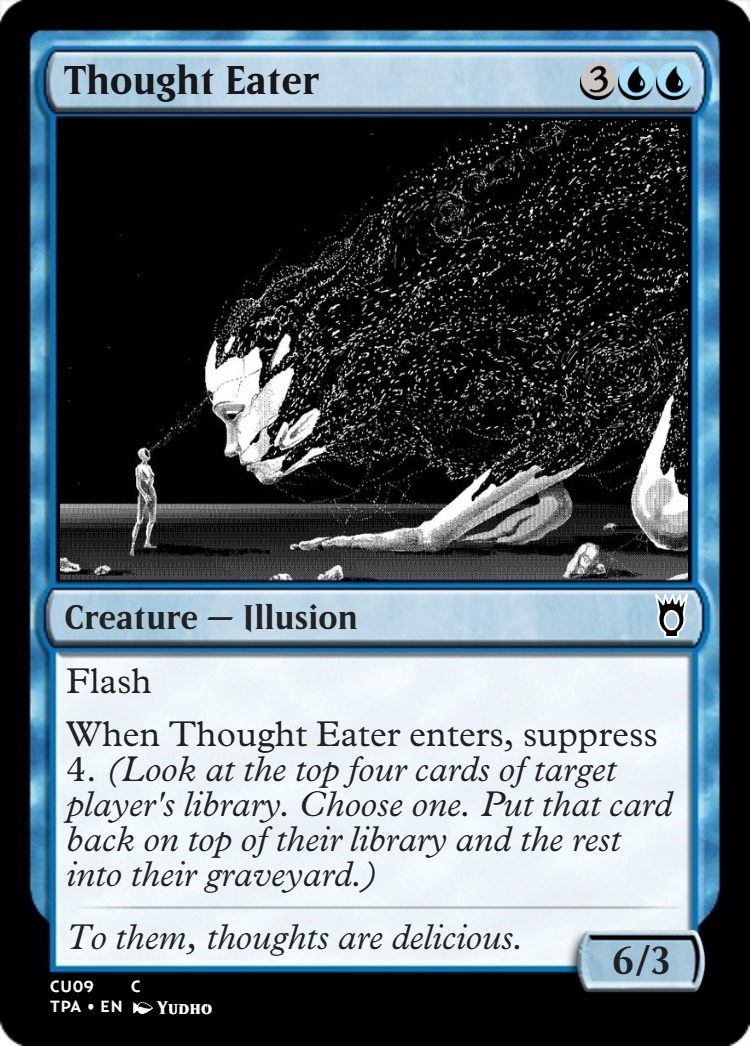 Thought Eater 3
Creature — Illusion
Flash
When Thought Eater enters, suppress
4. (Look at the top four cards of target
player's library. Choose one. Put that card
back on top of their library and the rest
into their graveyard.)
To them, thoughts are delicious.
6/3
CU09 C
TPA • EN Yudho